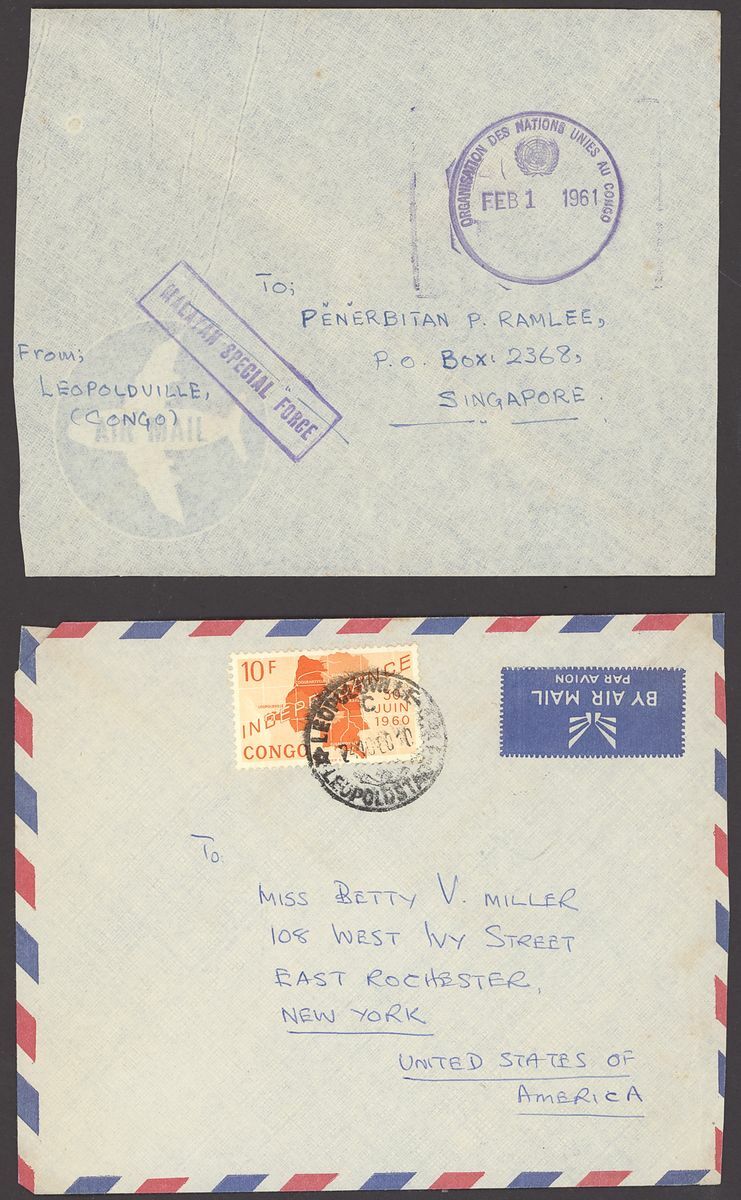 ORGANISATION DES NATIONS UNIES AU CONGO
FEB 1 1961
To;
PENERBITAN P. RAMLEE,
P.O. BOX: 2368,
SINGAPORE.
MALAYAN SPECIAL FORCE
From;
LEOPOLDVILLE,
(CONGO)
AIR MAIL
10F
INDEPENDANCE
30
JUIN
1960
CONGO
LEOPOLDVILLE
C
LEOPOLDSTAD
BY AIR MAIL
PAR AVION
To:
MISS BETTY V. MILLER
108 WEST IVY STREET
EAST ROCHESTER,
NEW YORK
UNITED STATES OF
AMERICA